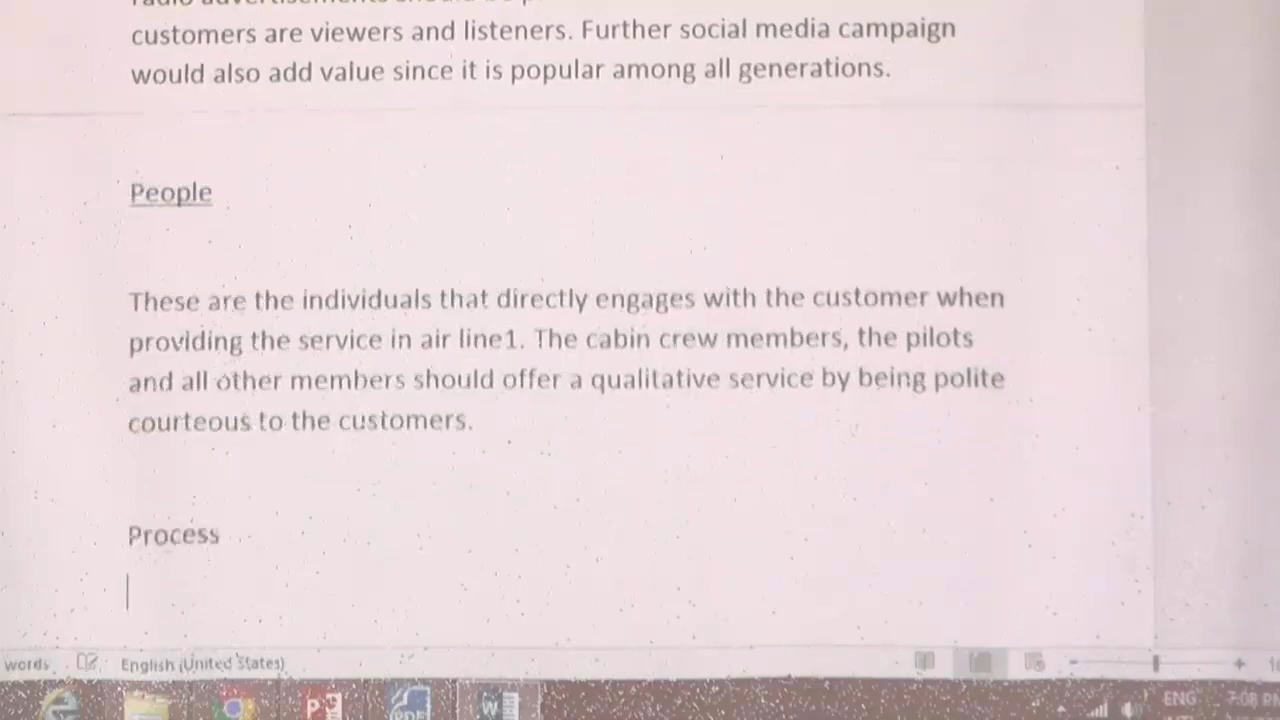 customers are viewers and listeners. Further social media campaign
would also add value since it is popular among all generations.
People
These are the individuals that directly engages with the customer when
providing the service in air line1. The cabin crew members, the pilots
and all other members should offer a qualitative service by being polite
courteous to the customers.
Process
words
English (United States)
ENG 7:08